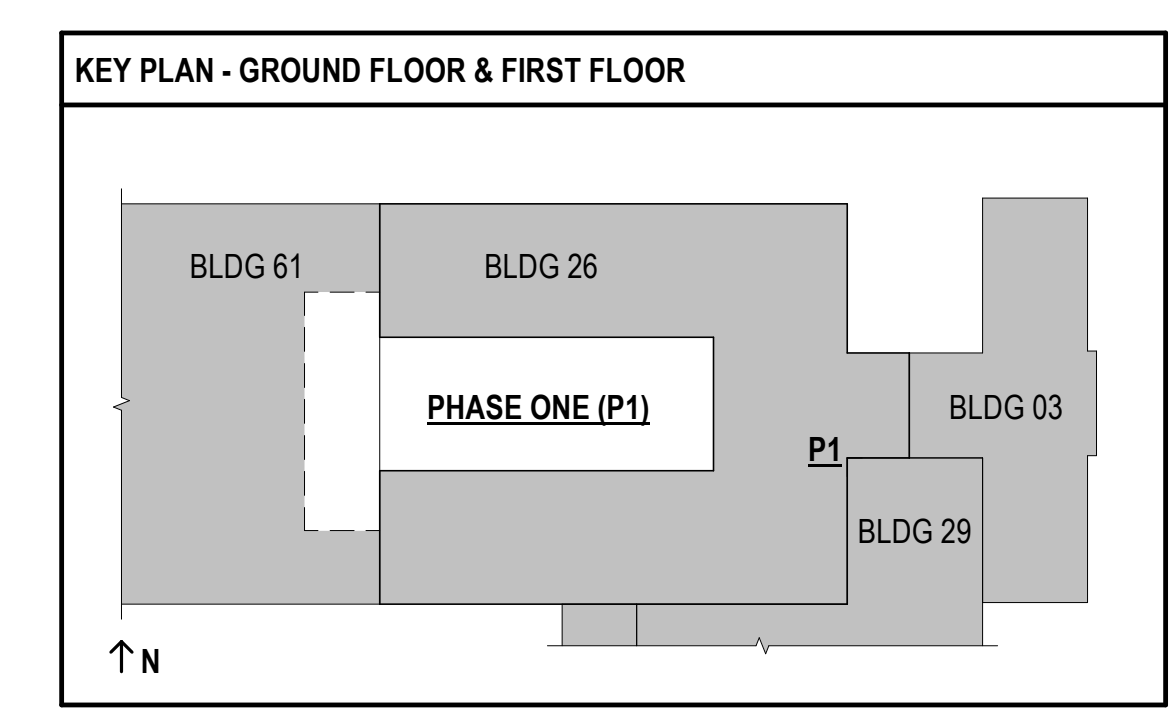 KEY PLAN - GROUND FLOOR & FIRST FLOOR
BLDG 61
BLDG 26
PHASE ONE (P1)
BLDG 03
P1
BLDG 29
N